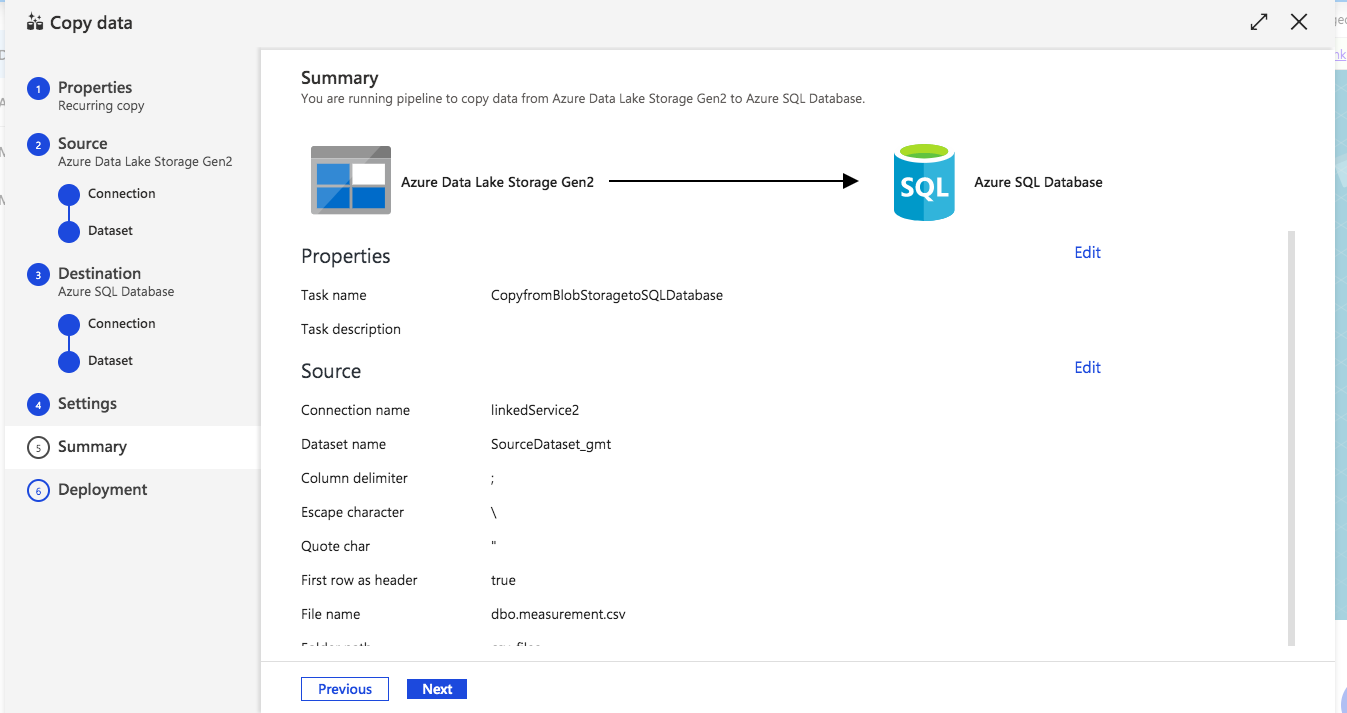 Copy data
1
Properties
Recurring copy
2
Source
Azure Data Lake Storage Gen2
Connection
Dataset
3
Destination
Azure SQL Database
Connection
Dataset
4
Settings
5
Summary
6
Deployment
Summary
You are running pipeline to copy data from Azure Data Lake Storage Gen2 to Azure SQL Database.
Azure Data Lake Storage Gen2
SQL
Azure SQL Database
Properties
Edit
Task name
CopyfromBlobStoragetoSQLDatabase
Task description
Source
Edit
Connection name
linkedService2
Dataset name
SourceDataset_gmt
Column delimiter
;
Escape character
\
Quote char
"
First row as header
true
File name
dbo.measurement.csv
Previous
Next